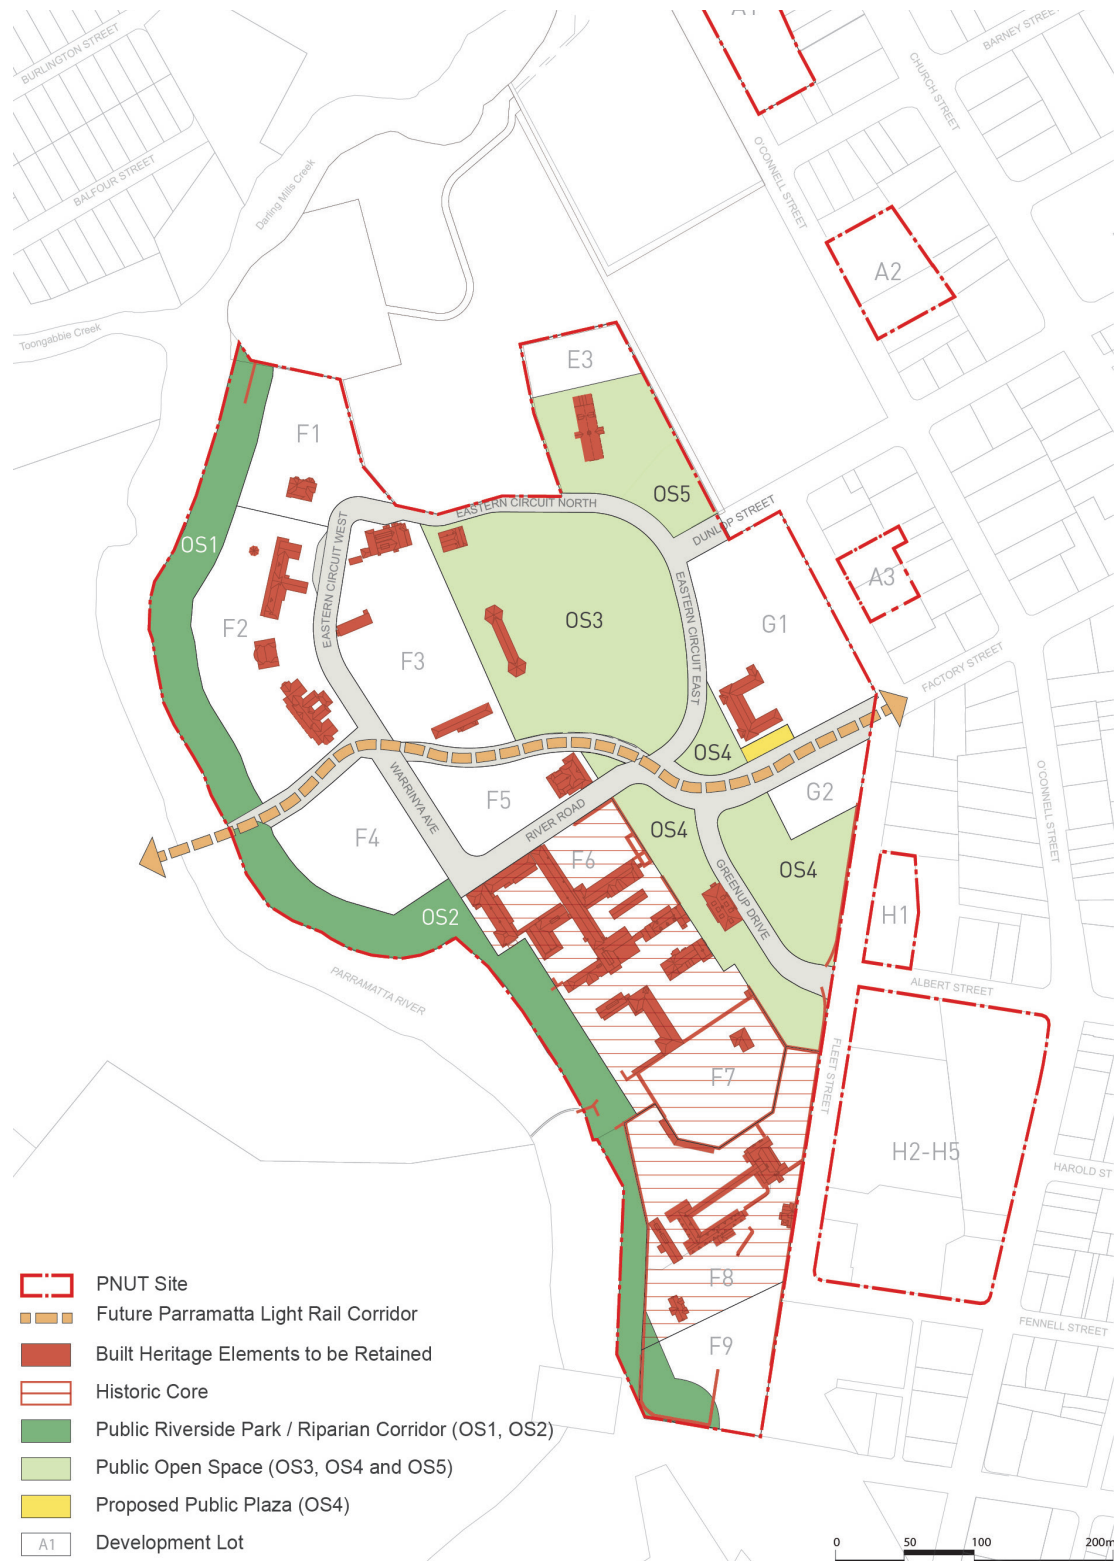 A1
BURLINGTON STREET
BARNEY STREET
CHURCH STREET
BALFOUR STREET
Darling Mills Creek
O'CONNELL STREET
A2
Toongabbie Creek
E3
F1
OS5
EASTERN CIRCUIT NORTH
DUNLOP STREET
OS1
EASTERN CIRCUIT WEST
A3
EASTERN CIRCUIT EAST
OS3
G1
F2
F3
FACTORY STREET
OS4
WARRINYA AVE
F5
G2
RIVER ROAD
O'CONNELL STREET
F4
OS4
F6
OS4
GREENUP DRIVE
H1
OS2
PARRAMATTA RIVER
ALBERT STREET
FLEET STREET
F7
H2-H5
HAROLD ST
F8
FENNELL STREET
F9
PNUT Site
Future Parramatta Light Rail Corridor
Built Heritage Elements to be Retained
Historic Core
Public Riverside Park / Riparian Corridor (OS1, OS2)
Public Open Space (OS3, OS4 and OS5)
Proposed Public Plaza (OS4)
A1 Development Lot
0 50 100 200m